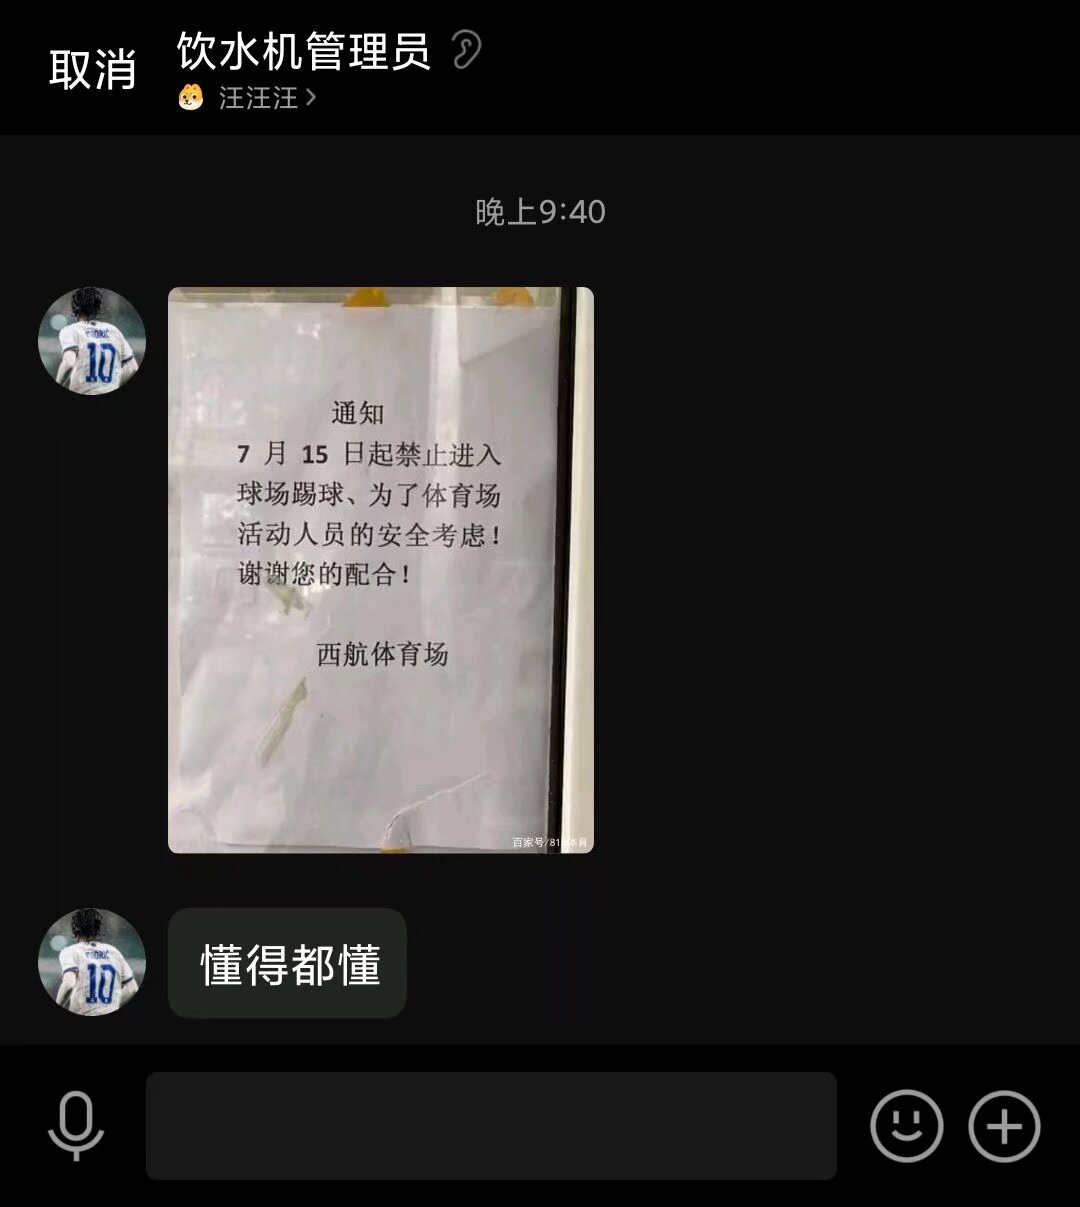 取消
饮水机管理员
汪汪汪
晚上9:40
10
通知
7 月 15 日起禁止进入
球场踢球、为了体育场
活动人员的安全考虑！
谢谢您的配合！
西航体育场
百家号/81
体育
10
懂得都懂